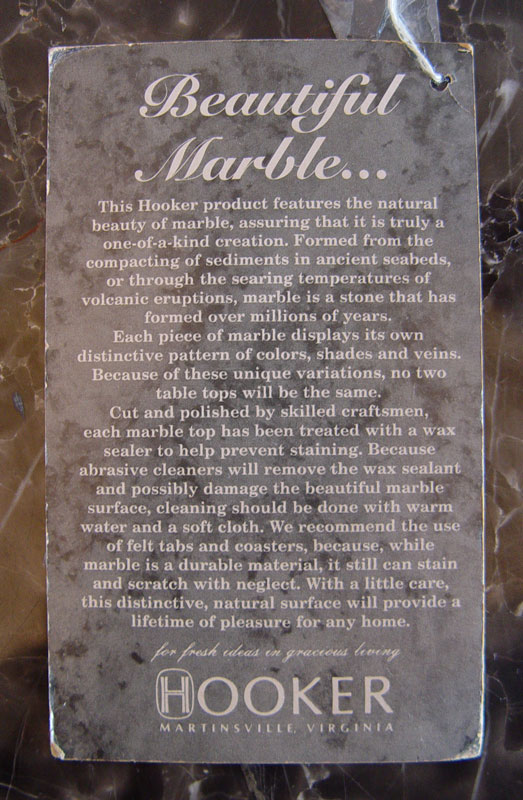 Beautiful
Marble...
This Hooker product features the natural
beauty of marble, assuring that it is truly a
one-of-a-kind creation. Formed from the
compacting of sediments in ancient seabeds,
or through the searing temperatures of
volcanic eruptions, marble is a stone that has
formed over millions of years.
Each piece of marble displays its own
distinctive pattern of colors, shades and veins.
Because of these unique variations, no two
table tops will be the same.
Cut and polished by skilled craftsmen,
each marble top has been treated with a wax
sealer to help prevent staining. Because
abrasive cleaners will remove the wax sealant
and possibly damage the beautiful marble
surface, cleaning should be done with warm
water and a soft cloth. We recommend the use
of felt tabs and coasters, because, while
marble is a durable material, it still can stain
and scratch with neglect. With a little care,
this distinctive, natural surface will provide a
lifetime of pleasure for any home.
for fresh ideas in gracious living
HOOKER
MARTINSVILLE, VIRGINIA